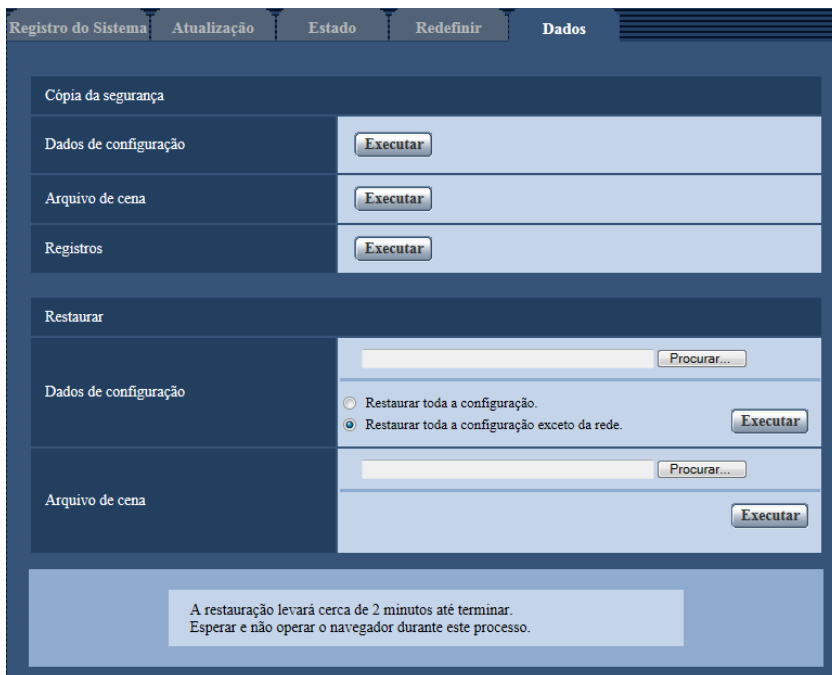 Registro do Sistema Atualização Estado Redefinir Dados
Cópia da segurança
Dados de configuração Executar
Arquivo de cena Executar
Registros Executar
Restaurar
Procurar...
Dados de configuração
Restaurar toda a configuração.
Restaurar toda a configuração exceto da rede.
Executar
Procurar...
Arquivo de cena
Executar
A restauração levará cerca de 2 minutos até terminar.
Esperar e não operar o navegador durante este processo.